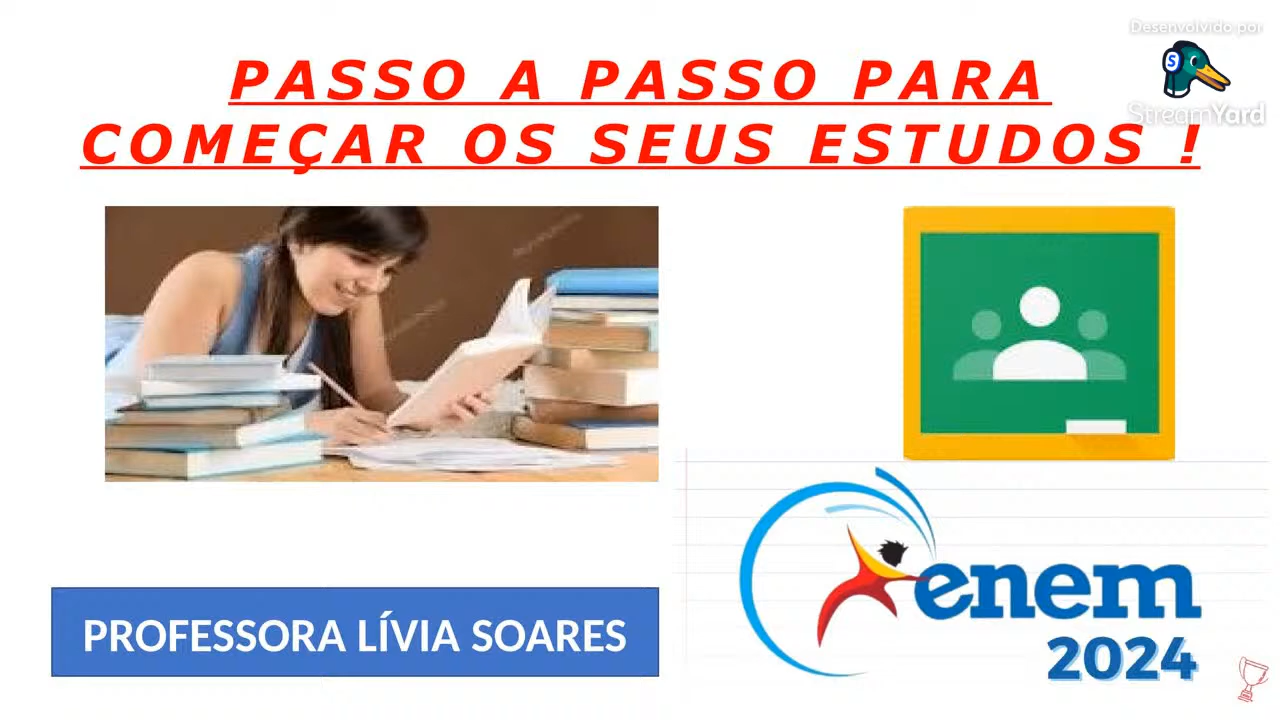 Desenvolvido por
StreamYard
PASSO A PASSO PARA
COMEÇAR OS SEUS ESTUDOS !
S
enem
2024
PROFESSORA LÍVIA SOARES